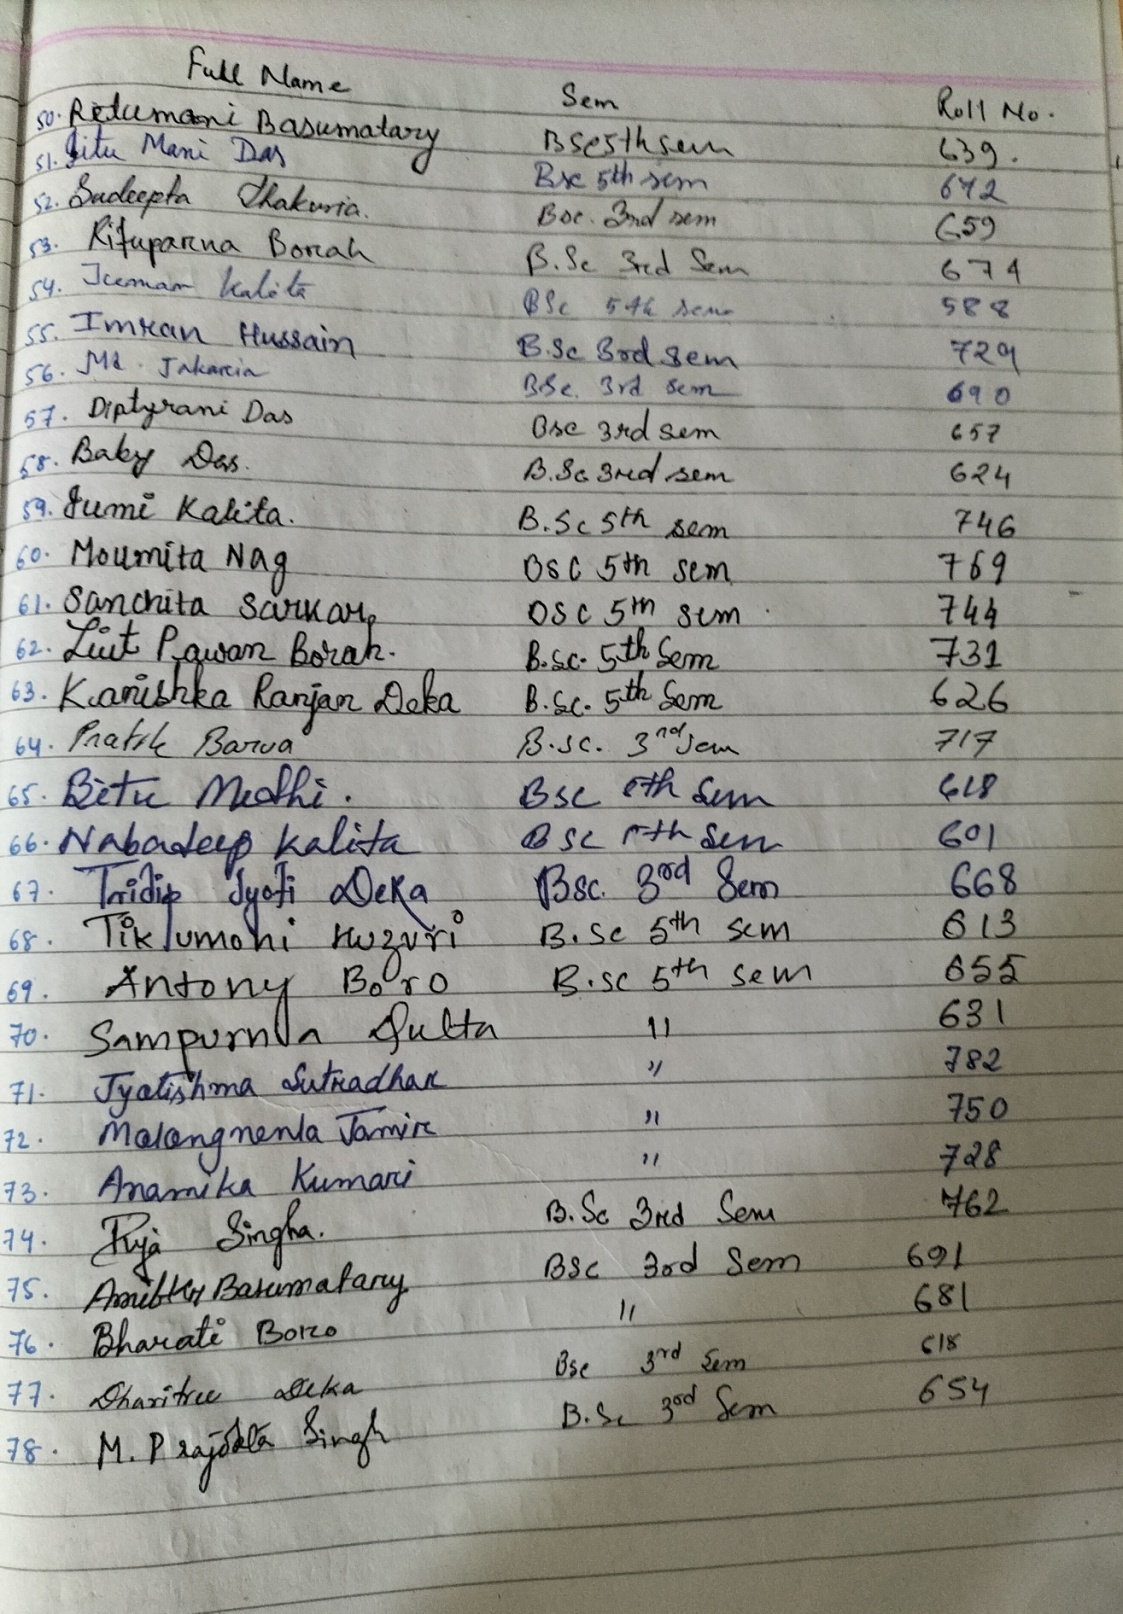 Full Name Sem Roll No.
50. Retumani Basumatary Bsc 5th sem 639.
51. Jitu Mani Das Bsc 5th sem 672
52. Sudeepta Thakuria. Bsc. 3rd sem 659
53. Rituparna Borah B.Sc 3rd Sem 674
54. Kalita BSc 5th sem 588
55. Imran Hussain B.Sc 3rd sem 729
56. Md. Jakaria BSc. 3rd sem 690
57. Diptyrani Das Bsc 3rd sem 657
58. Baby Das. B.Sc 3rd sem 624
59. Jumi Kalita. B.Sc 5th sem 746
60. Moumita Nag BSC 5th sem 769
61. Sanchita Sarkar BSC 5th sem 744
62. Luit Pawan Borah. B.Sc. 5th Sem 731
63. Kanishka Ranjan Deka B.Sc. 5th Sem 626
64. Pratik Barua B.Sc. 3rd Sem 717
65. Bitu Medhi. BSC Sem 618
66. Nabadeep Kalita BSC Sem 601
67. Tridip Jyoti Deka Bsc. 3rd Sem 668
68. Tiklumoni Huzuri B.Sc 5th sem 613
69. Antony Boro B.SC 5th sem 655
70. Sampurna " 631
71. Jyotishma Sutradhar " 782
72. Malongnenla Jamir " 750
73. Anamika Kumari " 728
74. Singha. B.Sc 3rd Sem 762
75. Basumatary BSC 3rd Sem 691
76. Bharati Boro " 681
77. Dharitree Deka Bsc 3rd Sem 618
78. M. Singh B.Sc 3rd Sem 654